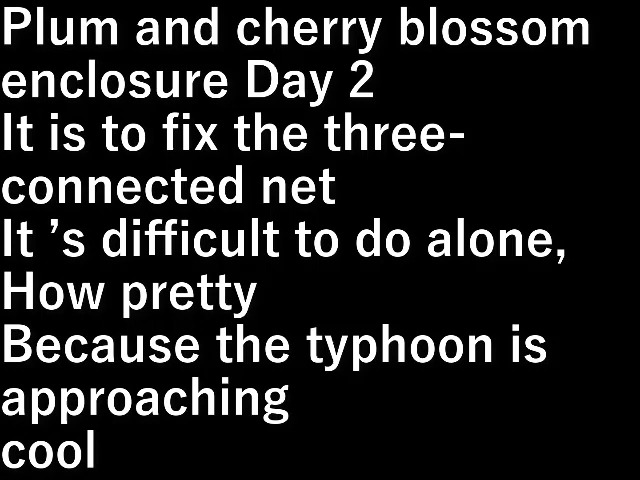 Plum and cherry blossom
enclosure Day 2
It is to fix the three-
connected net
It ’s difficult to do alone,
How pretty
Because the typhoon is
approaching
cool